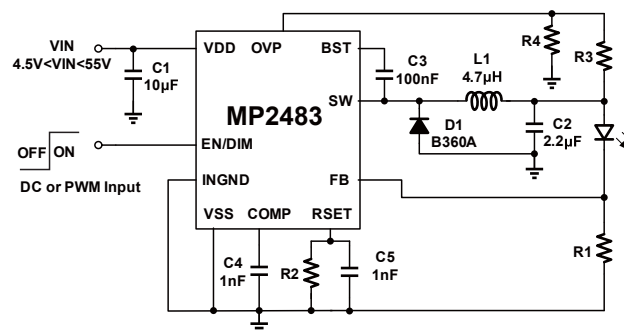 VIN
4.5V<VIN<55V
C1
10µF
VDD
OVP
BST
C3
100nF
L1
4.7µH
R4
R3
MP2483
SW
D1
B360A
C2
2.2µF
OFF
ON
EN/DIM
DC or PWM Input
INGND
FB
VSS
COMP
RSET
C4
1nF
R2
C5
1nF
R1